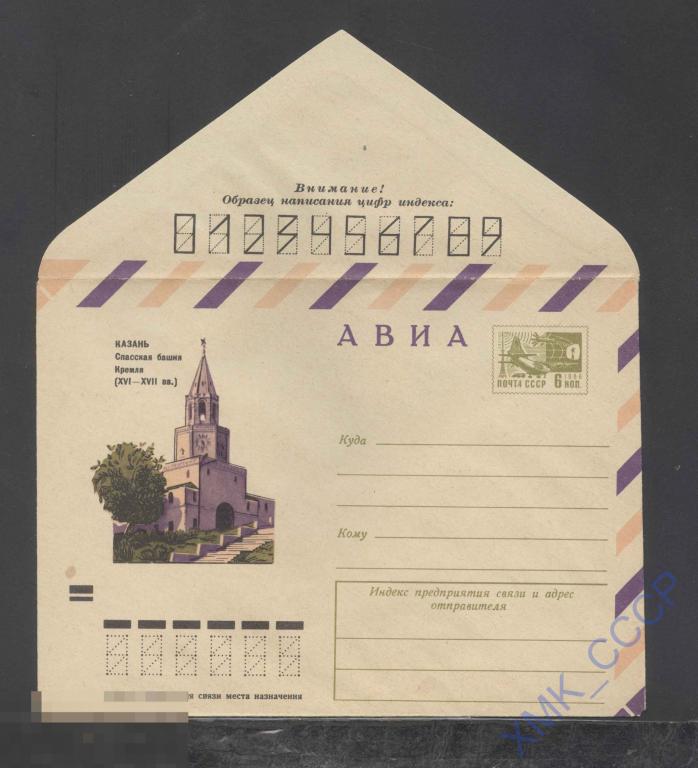 Внимание!
Образец написания цифр индекса:
0123456789
АВИА
КАЗАНЬ
Спасская башня
Кремля
(XVI—XVII вв.)
1966
ПОЧТА СССР 6 КОП.
Куда
Кому
Индекс предприятия связи и адрес
отправителя
связи места назначения
ХМК_СССР